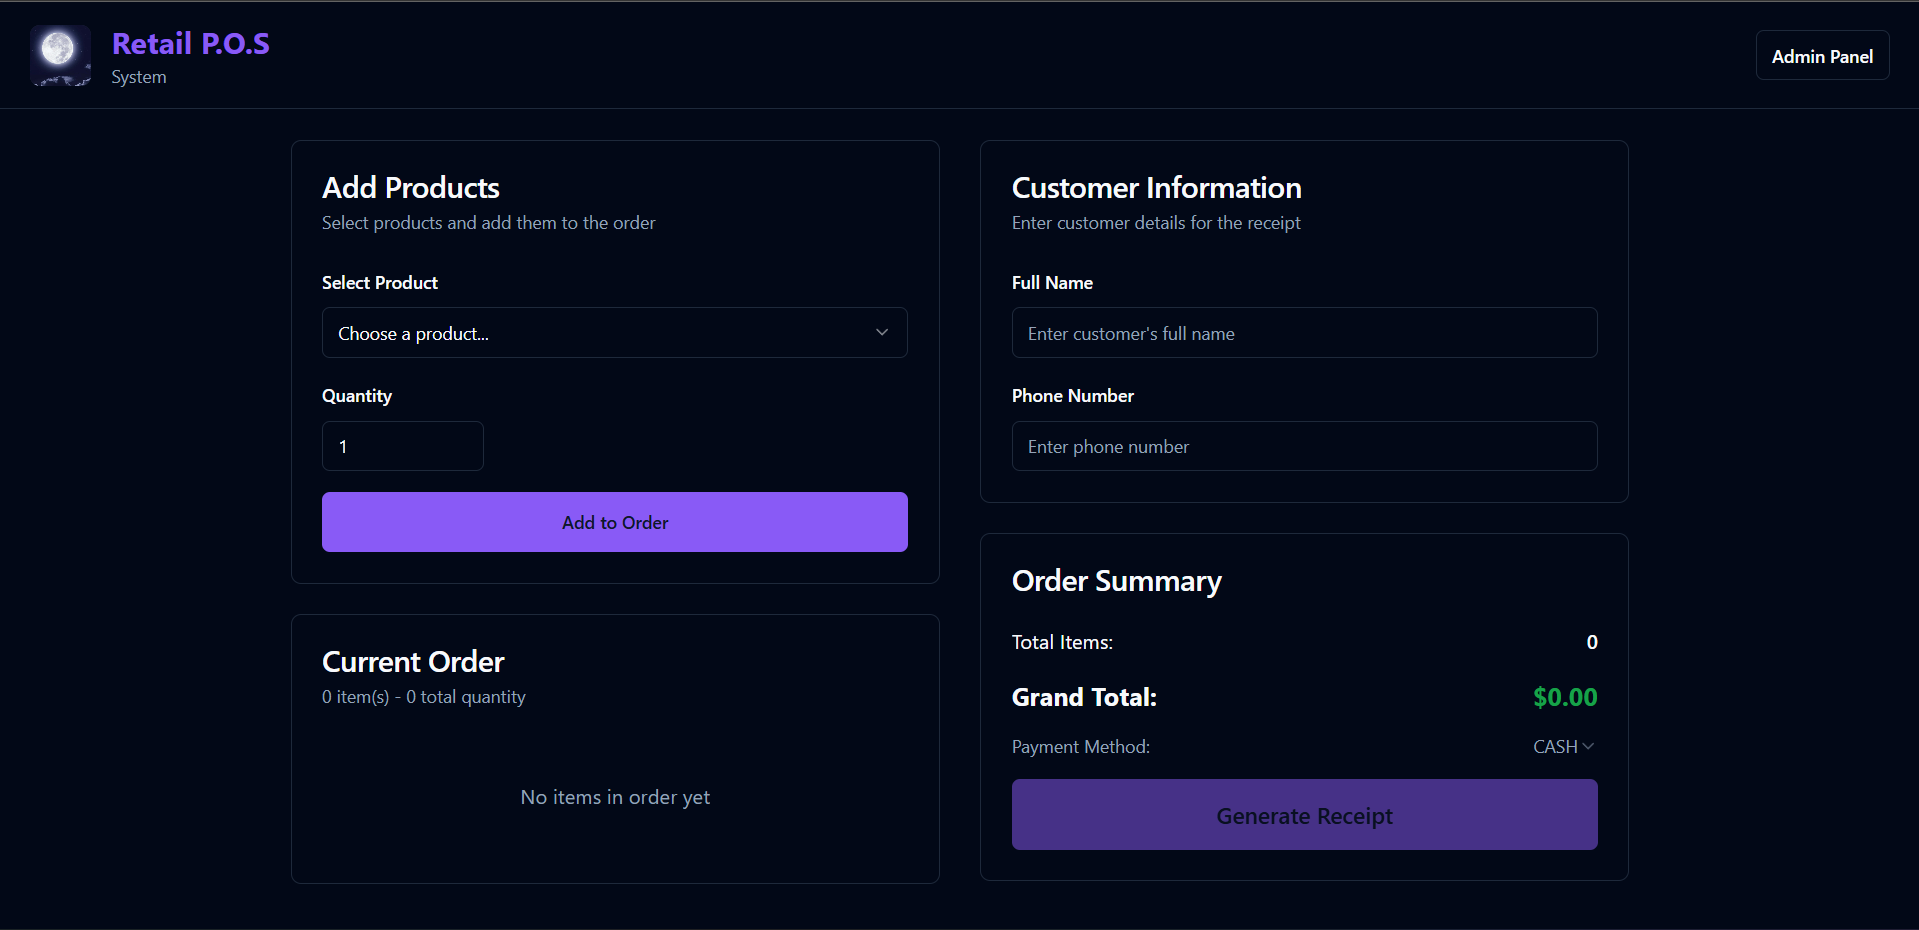 Retail P.O.S
System
Admin Panel
Add Products
Select products and add them to the order
Select Product
Choose a product...
Quantity
1
Add to Order
Current Order
0 item(s) - 0 total quantity
No items in order yet
Customer Information
Enter customer details for the receipt
Full Name
Enter customer's full name
Phone Number
Enter phone number
Order Summary
Total Items: 0
Grand Total: $0.00
Payment Method: CASH
Generate Receipt